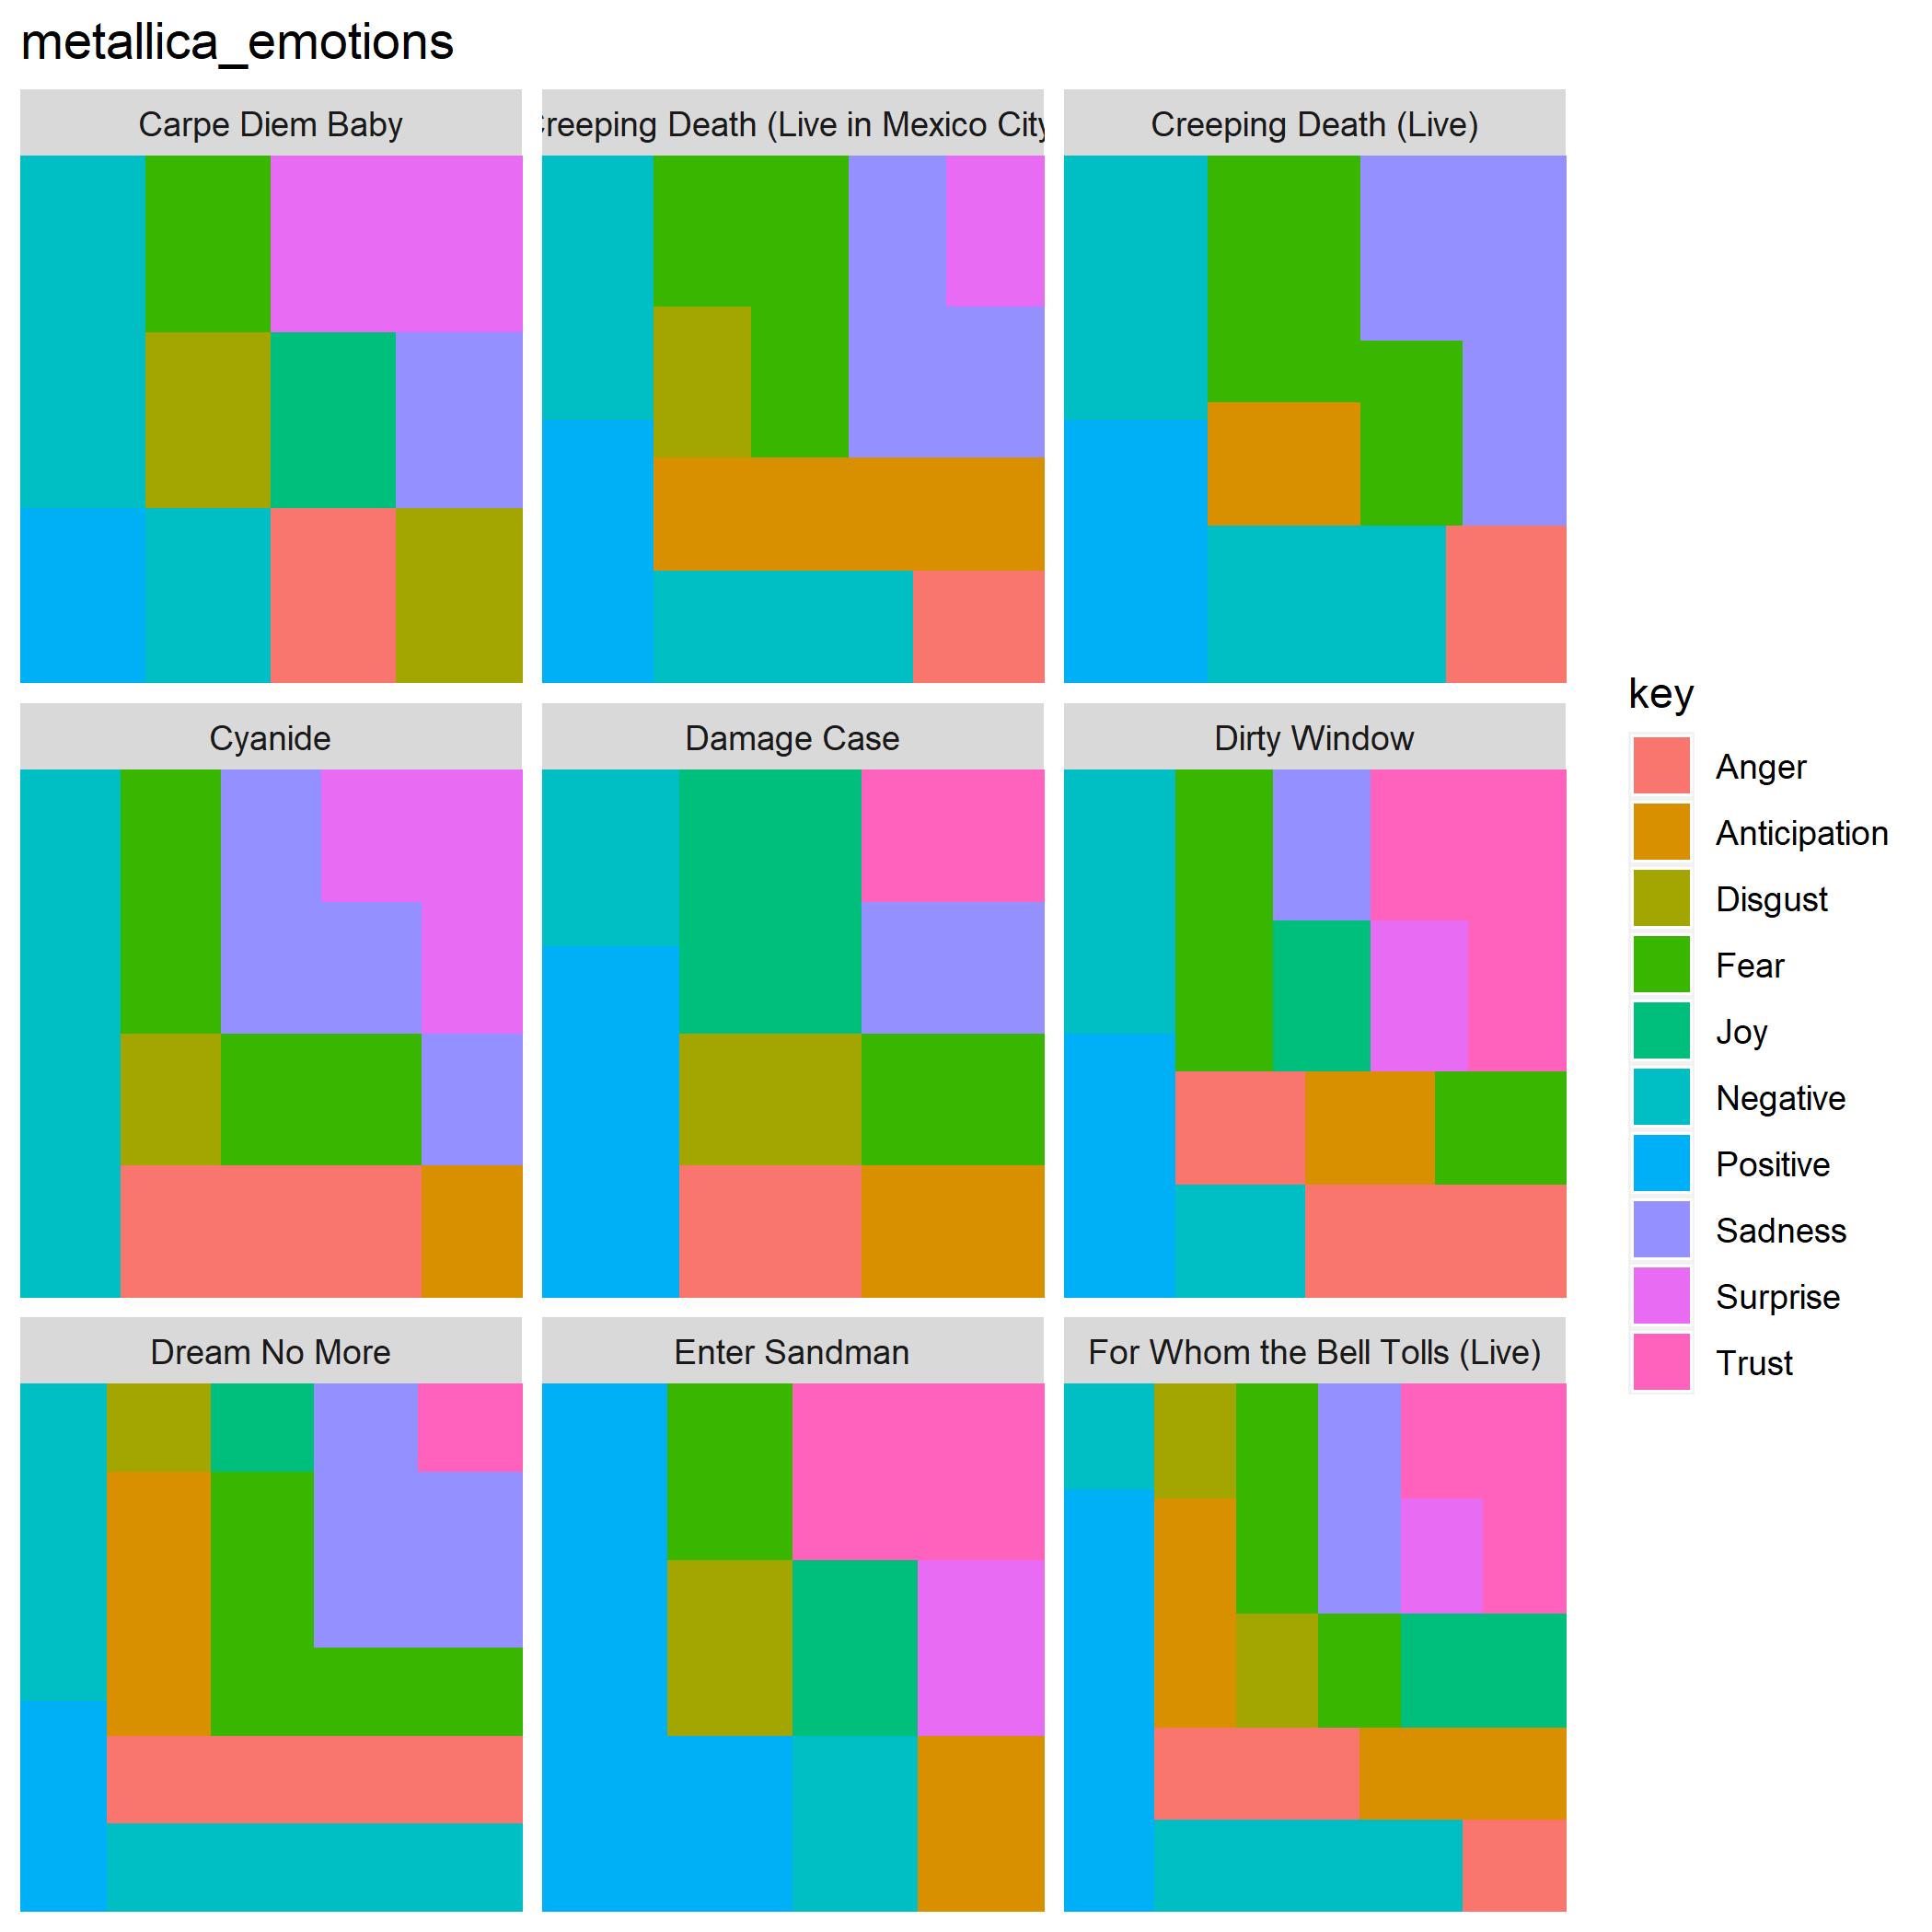 metallica_emotions
Carpe Diem Baby
Creeping Death (Live in Mexico City
Creeping Death (Live)
Cyanide
Damage Case
Dirty Window
Dream No More
Enter Sandman
For Whom the Bell Tolls (Live)
key
Anger
Anticipation
Disgust
Fear
Joy
Negative
Positive
Sadness
Surprise
Trust